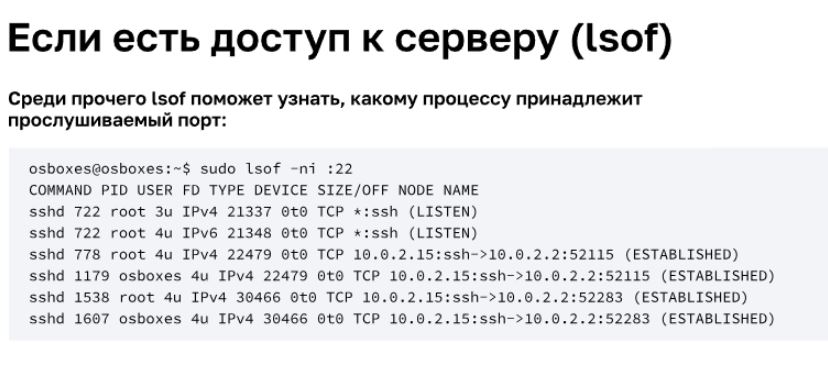 Если есть доступ к серверу (lsof)
Среди прочего lsof поможет узнать, какому процессу принадлежит
прослушиваемый порт:
osboxes@osboxes:~$ sudo lsof -ni :22
COMMAND PID USER FD TYPE DEVICE SIZE/OFF NODE NAME
sshd 722 root 3u IPv4 21337 0t0 TCP *:ssh (LISTEN)
sshd 722 root 4u IPv6 21348 0t0 TCP *:ssh (LISTEN)
sshd 778 root 4u IPv4 22479 0t0 TCP 10.0.2.15:ssh->10.0.2.2:52115 (ESTABLISHED)
sshd 1179 osboxes 4u IPv4 22479 0t0 TCP 10.0.2.15:ssh->10.0.2.2:52115 (ESTABLISHED)
sshd 1538 root 4u IPv4 30466 0t0 TCP 10.0.2.15:ssh->10.0.2.2:52283 (ESTABLISHED)
sshd 1607 osboxes 4u IPv4 30466 0t0 TCP 10.0.2.15:ssh->10.0.2.2:52283 (ESTABLISHED)